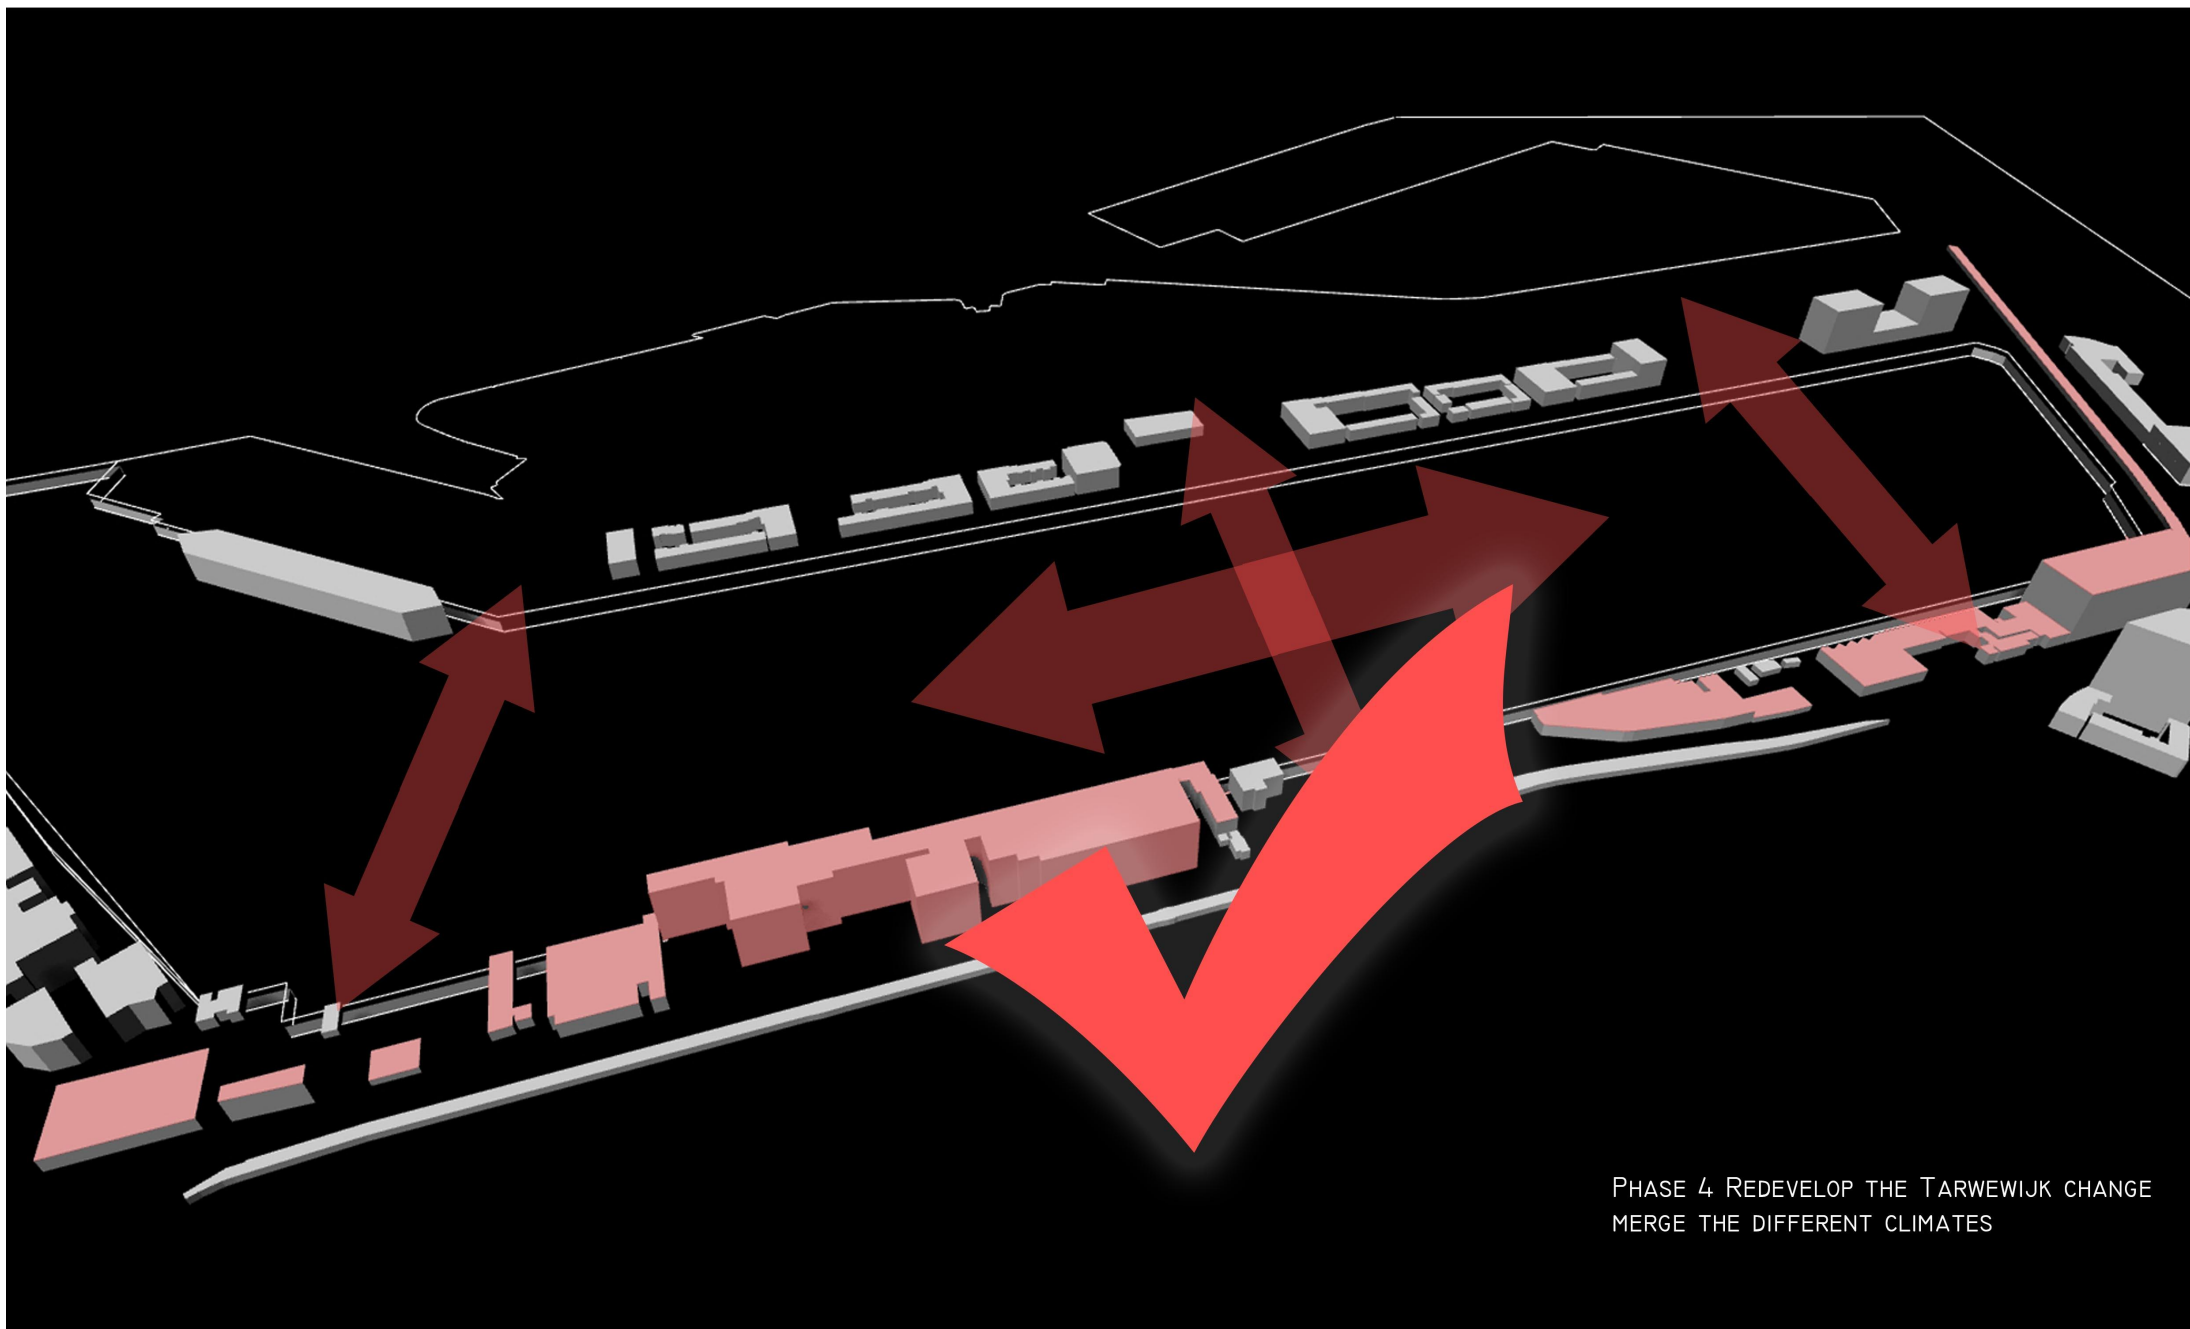 Phase 4 Redevelop the Tarwewijk change
merge the different climates